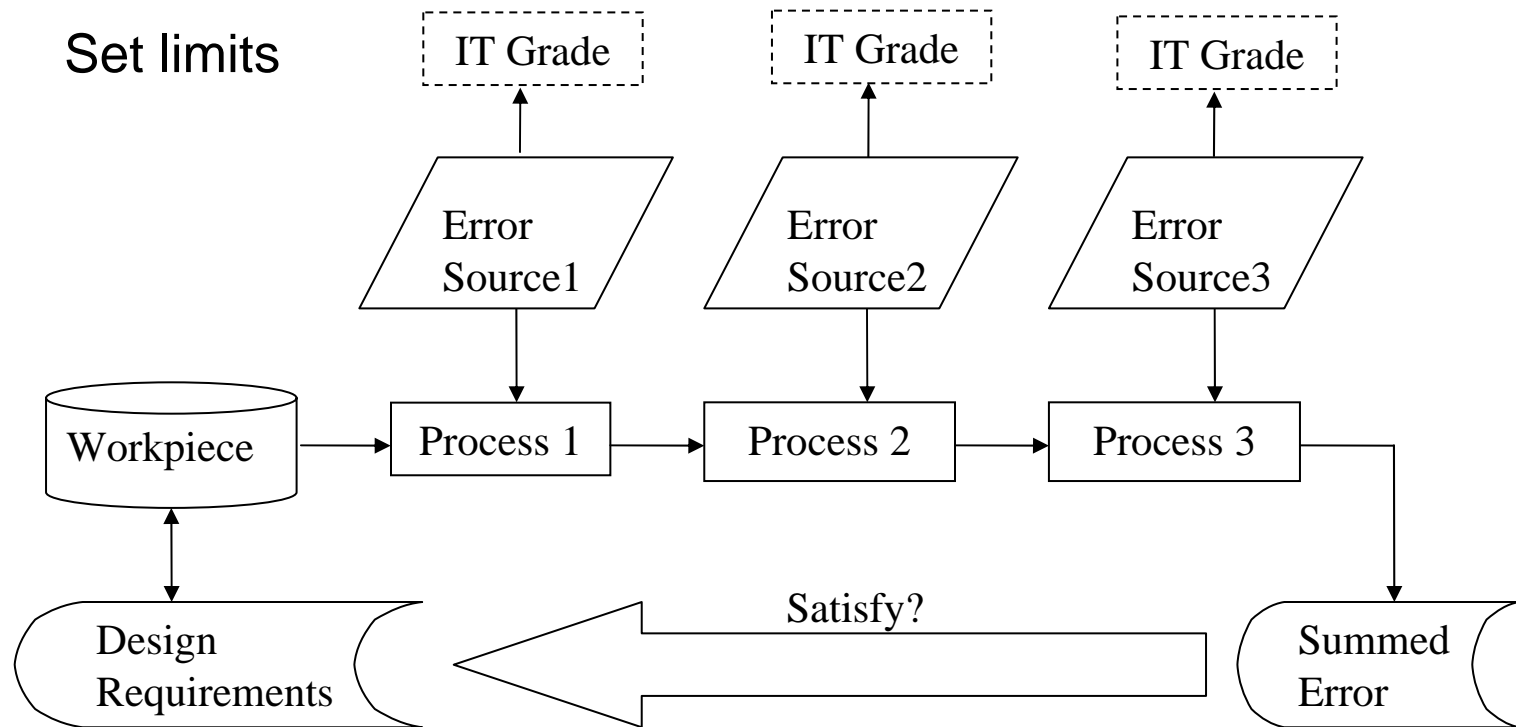 Set limits
IT Grade
IT Grade
IT Grade
Error
Source1
Error
Source2
Error
Source3
Workpiece
Process 1
Process 2
Process 3
Satisfy?
Design
Requirements
Summed
Error